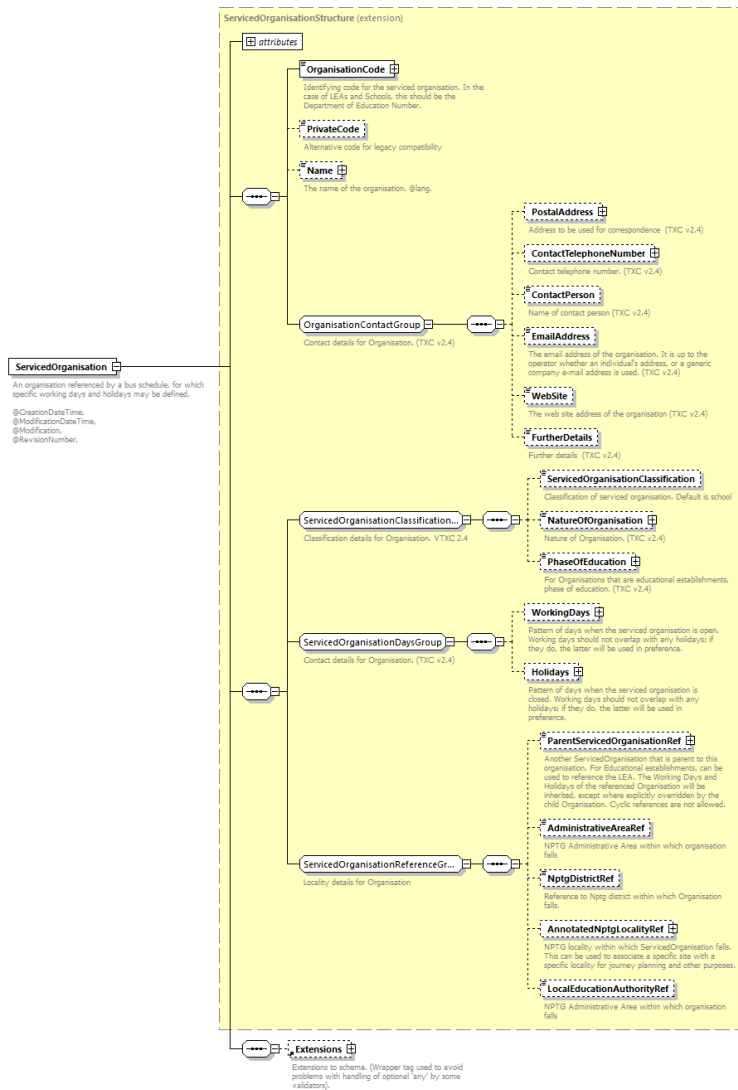 ServicedOrganisationStructure (extension)
attributes
OrganisationCode
Identifying code for the serviced organisation. In the
case of LEAs and Schools, this should be the
Department of Education Number.
PrivateCode
Alternative code for legacy compatibility
Name
The name of the organisation. @lang.
PostalAddress
Address to be used for correspondence (TXC v2.4)
ContactTelephoneNumber
Contact telephone number. (TXC v2.4)
ContactPerson
Name of contact person (TXC v2.4)
OrganisationContactGroup
Contact details for Organisation. (TXC v2.4)
EmailAddress
The email address of the organisation. It is up to the
operator whether an individual's address, or a generic
company e-mail address is used. (TXC v2.4)
WebSite
The web site address of the organisation (TXC v2.4)
FurtherDetails
Further details (TXC v2.4)
ServicedOrganisation
An organisation referenced by a bus schedule, for which
specific working days and holidays may be defined.
@CreationDateTime,
@ModificationDateTime,
@Modification,
@RevisionNumber.
ServicedOrganisationClassification
Classification of serviced organisation. Default is school
ServicedOrganisationClassification...
Classification details for Organisation. VTXC 2.4
NatureOfOrganisation
Nature of Organisation. (TXC v2.4)
PhaseOfEducation
For Organisations that are educational establishments,
phase of education. (TXC v2.4)
WorkingDays
Pattern of days when the serviced organisation is open.
Working days should not overlap with any holidays; if
they do, the latter will be used in preference.
ServicedOrganisationDaysGroup
Contact details for Organisation. (TXC v2.4)
Holidays
Pattern of days when the serviced organisation is
closed. Working days should not overlap with any
holidays; if they do, the latter will be used in
preference.
ParentServicedOrganisationRef
Another ServicedOrganisation that is parent to this
organisation. For Educational establishments, can be
used to reference the LEA. The Working Days and
Holidays of the referenced Organisation will be
inherited, except where explicitly overridden by the
child Organisation. Cyclic references are not allowed.
AdministrativeAreaRef
NPTG Administrative Area within which organisation
falls
ServicedOrganisationReferenceGr...
Locality details for Organisation
NptgDistrictRef
Reference to Nptg district within which Organisation
falls.
AnnotatedNptgLocalityRef
NPTG locality within which ServicedOrganisation falls.
This can be used to associate a specific site with a
specific locality for journey planning and other purposes.
LocalEducationAuthorityRef
NPTG Administrative Area within which organisation
falls
Extensions
Extensions to schema. (Wrapper tag used to avoid
problems with handling of optional 'any' by some
validators).